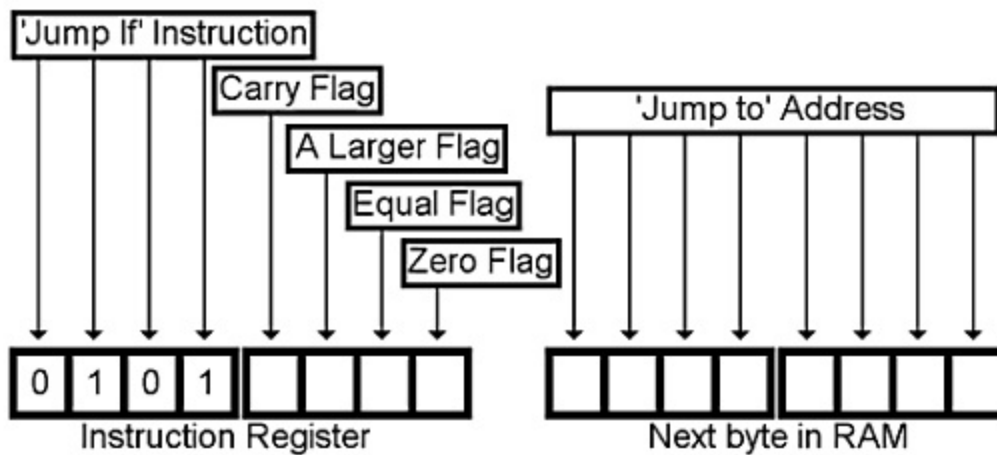 'Jump If' Instruction
Carry Flag
A Larger Flag
Equal Flag
Zero Flag
'Jump to' Address
0 1 0 1
Instruction Register
Next byte in RAM